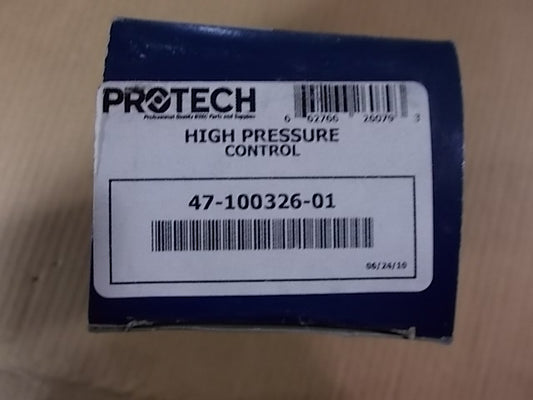 PROTECH
Professional Quality HVAC Parts and Supplies
6 62766 26079 3
HIGH PRESSURE
CONTROL
47-100326-01
06/24/10